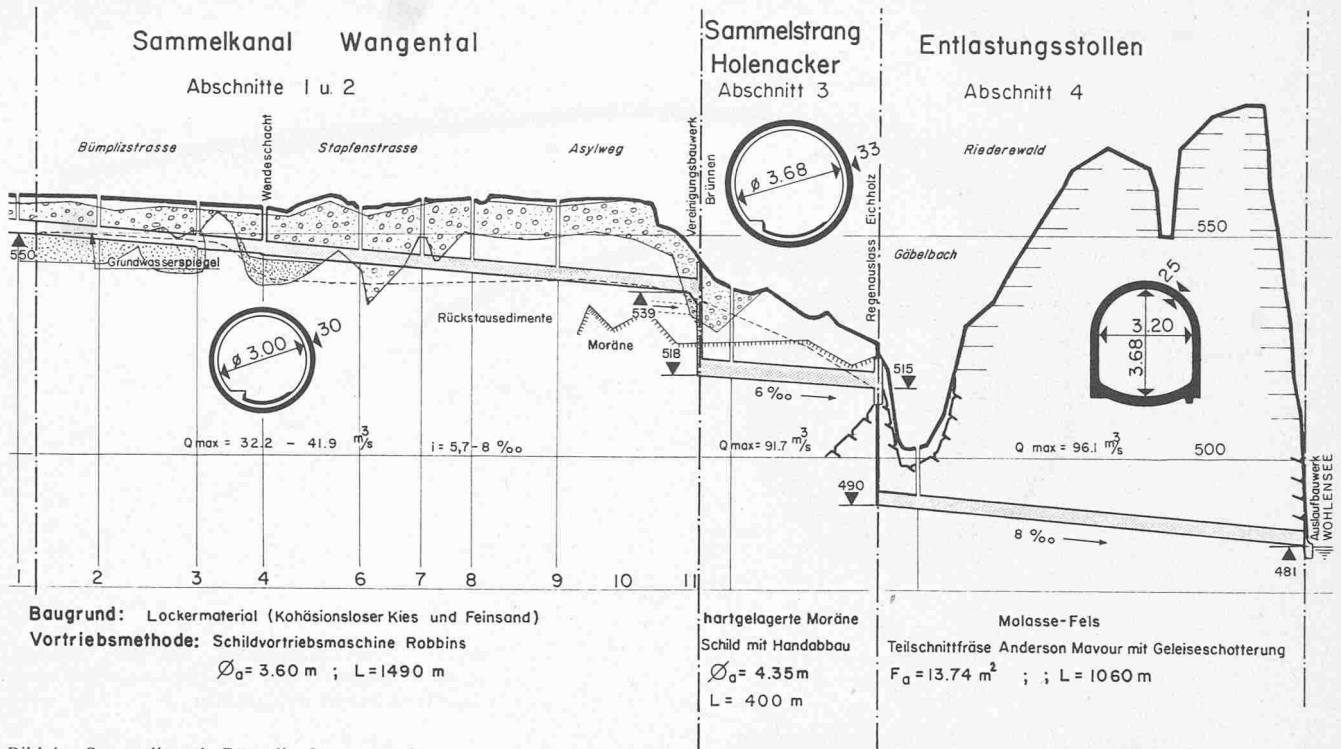 Sammelkanal Wangental
Abschnitte 1 u. 2
Sammelstrang
Holenacker
Abschnitt 3
Entlastungsstollen
Abschnitt 4
Bümplizstrasse
Wendeschacht
Stapfenstrasse
Asylweg
Vereinigungsbauwerk
Brünnen
ø 3.68
33
Regenauslass Eichholz
Riederewald
Gäbelbach
550
550
Grundwasserspiegel
ø 3.00
30
Rückstausedimente
539
Moräne
518
515
25
3.20
3.68
6 ‰
Qmax = 32.2 – 41.9 m³/s
i = 5,7-8 ‰
Qmax= 91.7 m³/s
Q max = 96.1 m³/s
500
490
8 ‰
481
Auslaufbauwerk
WOHLENSEE
1 2 3 4 5 6 7 8 9 10 11
Baugrund: Lockermaterial (Kohäsionsloser Kies und Feinsand)
Vortriebsmethode: Schildvortriebsmaschine Robbins
Øa = 3.60 m ; L=1490 m
hartgelagerte Moräne
Schild mit Handabbau
Øa= 4.35m
L = 400 m
Molasse-Fels
Teilschnittfräse Anderson Mavour mit Geleiseschotterung
Fa = 13.74 m² ; ; L = 1060 m